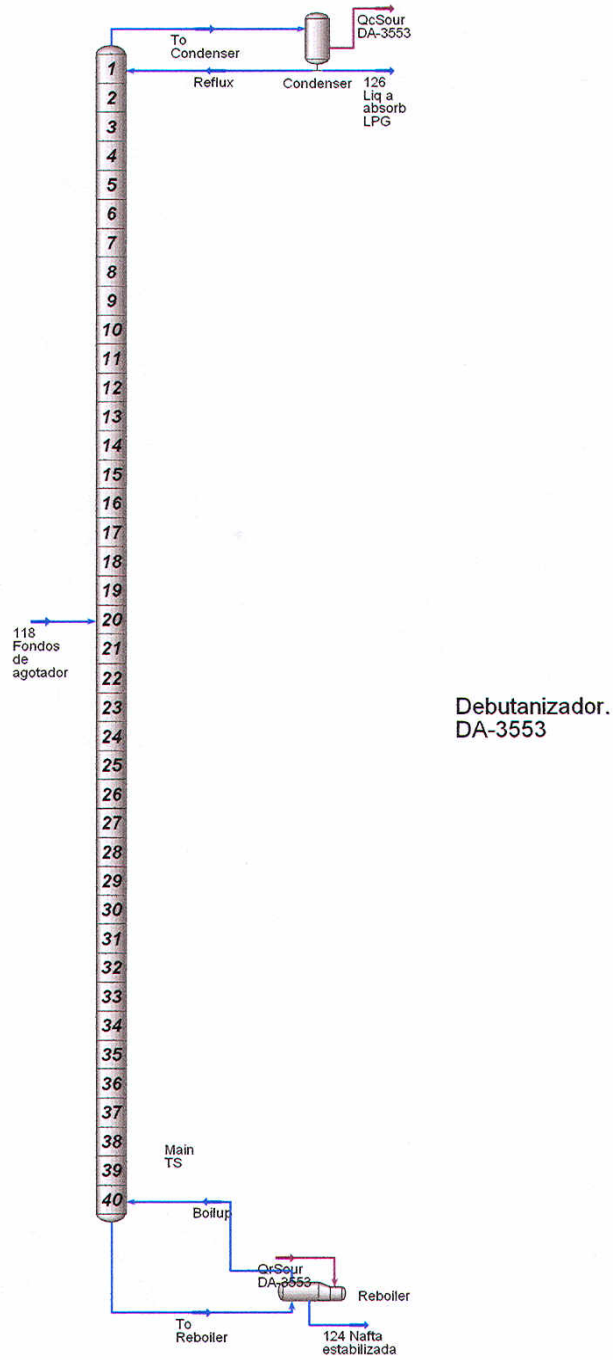 QcSour
DA-3553
To
Condenser
1
Reflux
Condenser
126
Liq a
absorb
LPG
2
3
4
5
6
7
8
9
10
11
12
13
14
15
16
17
18
19
20
118
Fondos
de
agotador
21
22
23
Debutanizador.
DA-3553
24
25
26
27
28
29
30
31
32
33
34
35
36
37
38
Main
TS
39
40
Boilup
QrSour
DA-3553
Reboiler
To
Reboiler
124 Nafta
estabilizada